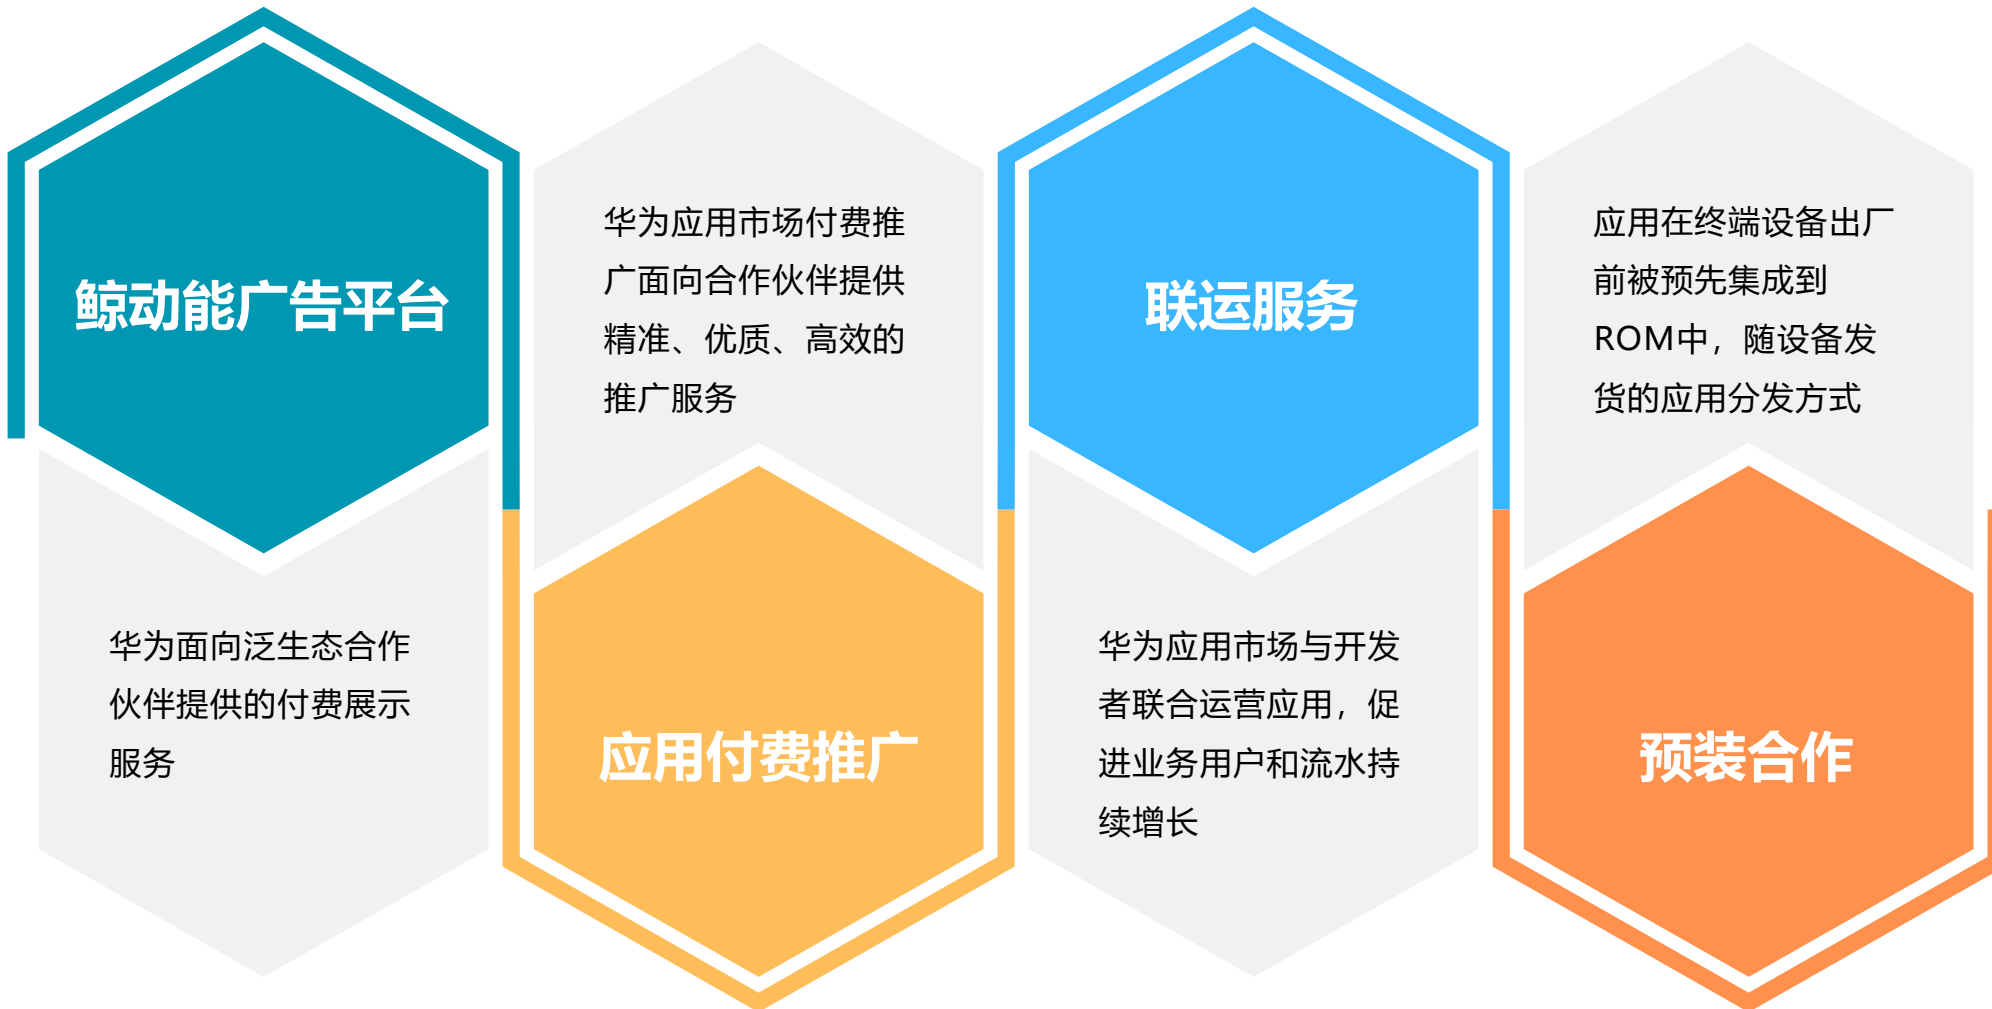 鲸动能广告平台
华为面向泛生态合作
伙伴提供的付费展示
服务
华为应用市场付费推
广面向合作伙伴提供
精准、优质、高效的
推广服务
应用付费推广
联运服务
华为应用市场与开发
者联合运营应用，促
进业务用户和流水持
续增长
应用在终端设备出厂
前被预先集成到
ROM中，随设备发
货的应用分发方式
预装合作